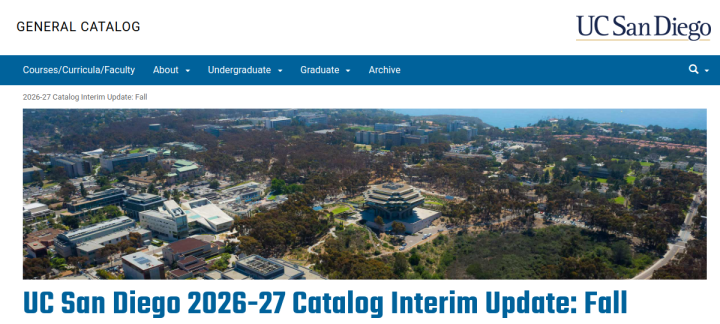 GENERAL CATALOG
UC San Diego
Courses/Curricula/Faculty About Undergraduate Graduate Archive
2026-27 Catalog Interim Update: Fall
UC San Diego 2026-27 Catalog Interim Update: Fall